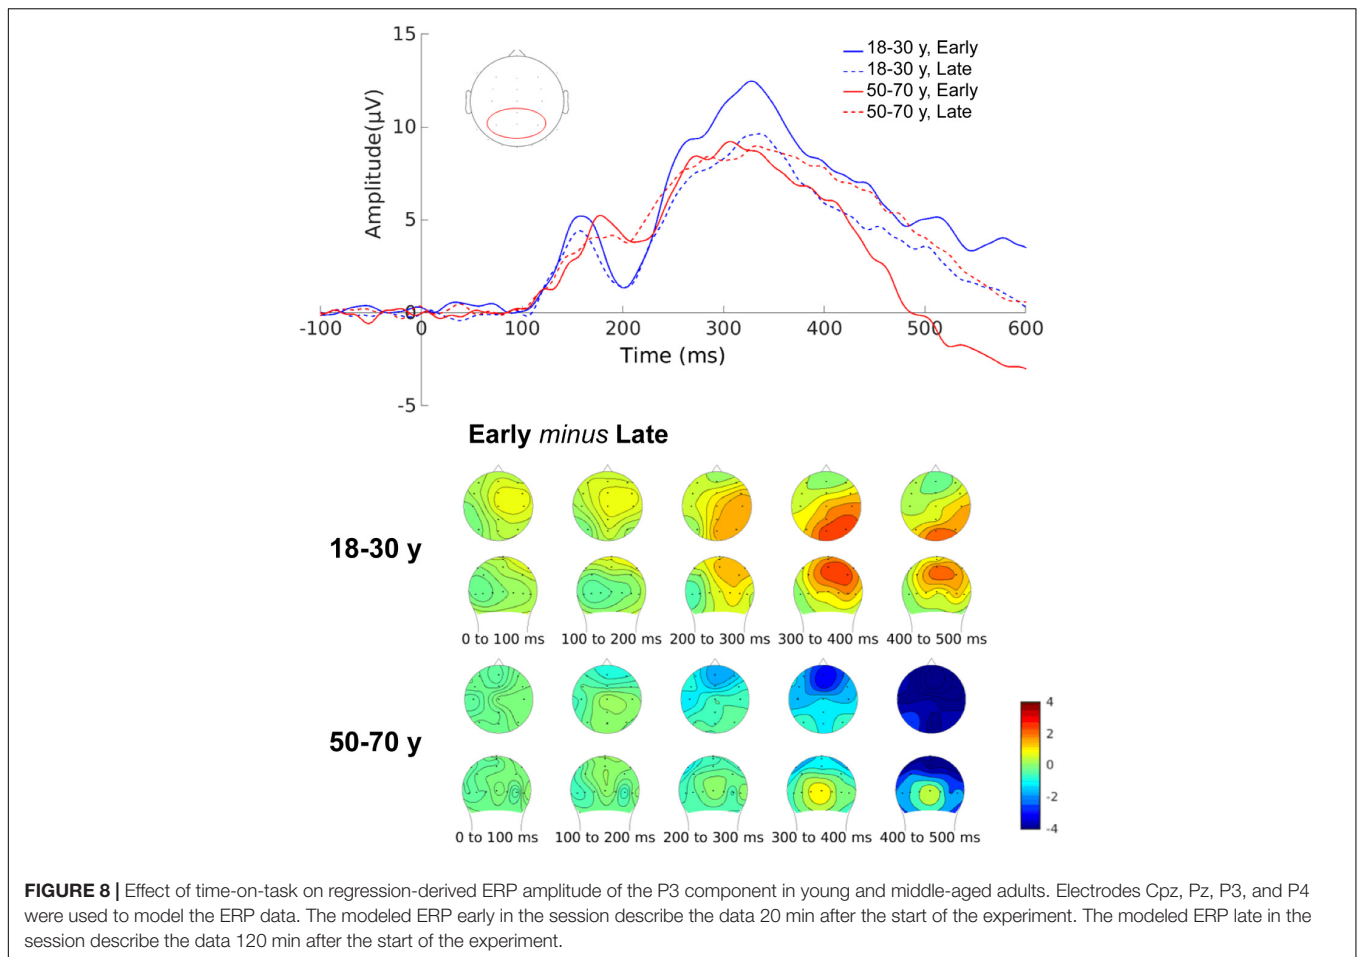 15
10
5
0
-5
Amplitude(µV)
18-30 y, Early
18-30 y, Late
50-70 y, Early
50-70 y, Late
-100 0 100 200 300 400 500 600
Time (ms)
Early minus Late
18-30 y
0 to 100 ms 100 to 200 ms 200 to 300 ms 300 to 400 ms 400 to 500 ms
50-70 y
4
2
0
-2
-4
0 to 100 ms 100 to 200 ms 200 to 300 ms 300 to 400 ms 400 to 500 ms
FIGURE 8 | Effect of time-on-task on regression-derived ERP amplitude of the P3 component in young and middle-aged adults. Electrodes Cpz, Pz, P3, and P4
were used to model the ERP data. The modeled ERP early in the session describe the data 20 min after the start of the experiment. The modeled ERP late in the
session describe the data 120 min after the start of the experiment.